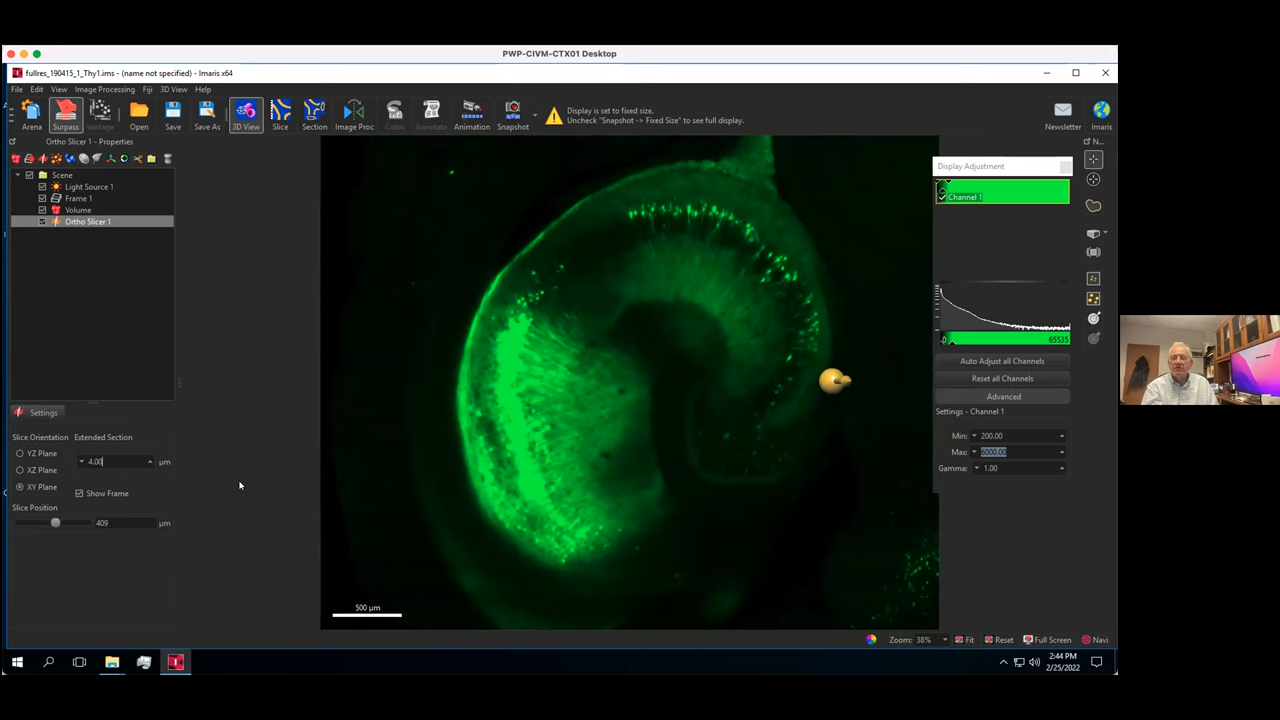 PWP-CIVM-CTX01 Desktop
fullres_190415_1_Thy1.ims - (name not specified) - Imaris x64
File Edit View Image Processing Fiji 3D View Help
Arena Surpass Vantage Open Save Save As 3D View Slice Section Image Proc Coloc Annotate Animation Snapshot
Display is set to fixed size.
Uncheck "Snapshot -> Fixed Size" to see full display.
Newsletter Imaris
Ortho Slicer 1 - Properties
N...
Display Adjustment
Scene
Light Source 1
Frame 1
Volume
Ortho Slicer 1
Channel 1
0 65535
Auto Adjust all Channels
Reset all Channels
Advanced
Settings - Channel 1
Min: 200.00
Max: 6000.00
Gamma: 1.00
Settings
Slice Orientation Extended Section
YZ Plane
4.00 µm
XZ Plane
XY Plane
Show Frame
Slice Position
409 µm
500 µm
Zoom: 38% Fit Reset Full Screen Navi
2:44 PM
2/25/2022